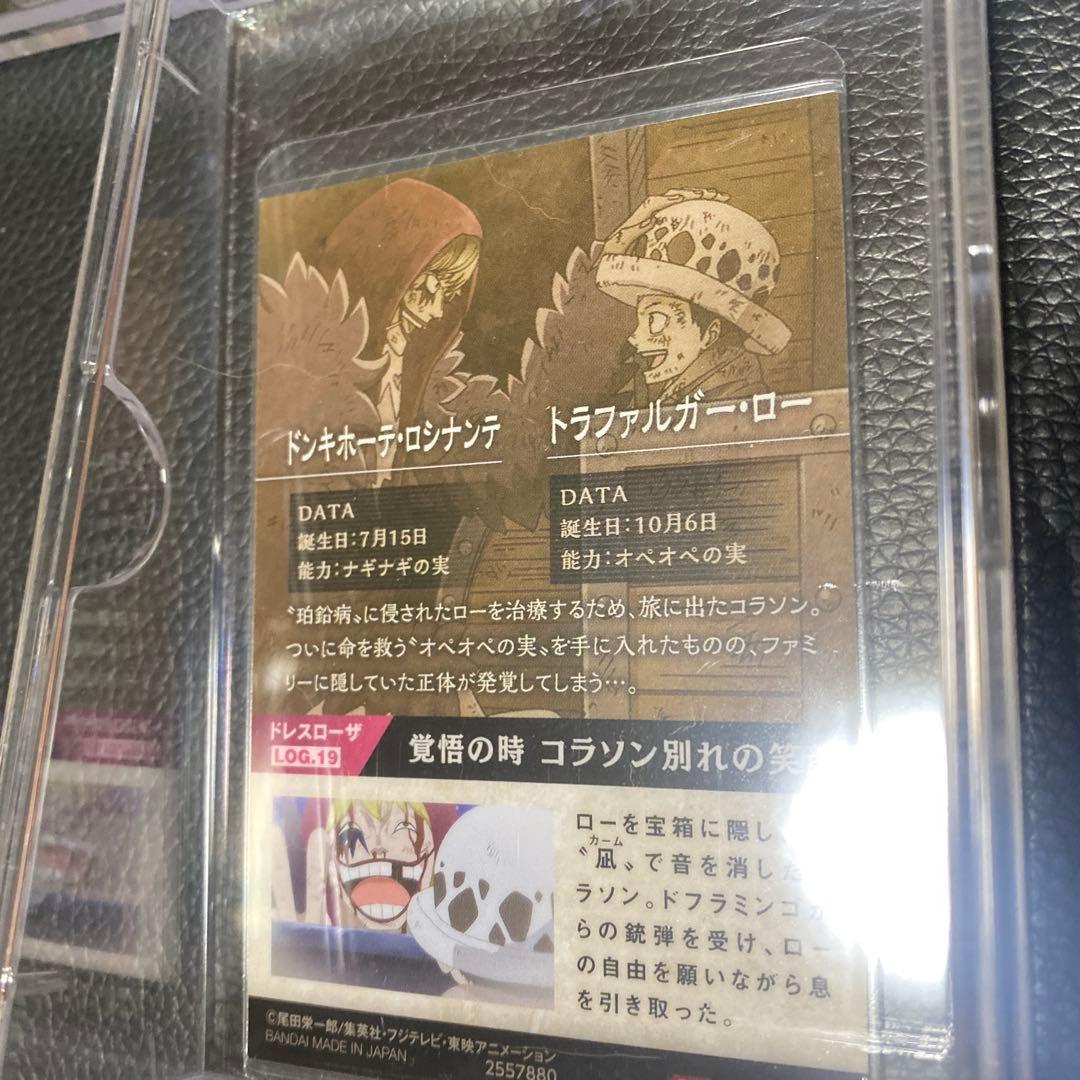 ドンキホーテ・ロシナンテ
トラファルガー・ロー
DATA
誕生日：7月15日
能力：ナギナギの実
DATA
誕生日：10月6日
能力：オペオペの実
〝珀鉛病〟に侵されたローを治療するため、旅に出たコラソン。
ついに命を救う〝オペオペの実〟を手に入れたものの、ファミ
リーに隠していた正体が発覚してしまう…。
ドレスローザ
LOG.19
覚悟の時 コラソン別れの笑
ローを宝箱に隠し
カーム
〝凪〟で音を消した
ラソン。ドフラミンゴか
らの銃弾を受け、ロー
の自由を願いながら息
を引き取った。
©尾田栄一郎/集英社・フジテレビ・東映アニメーション
BANDAI MADE IN JAPAN
2557880